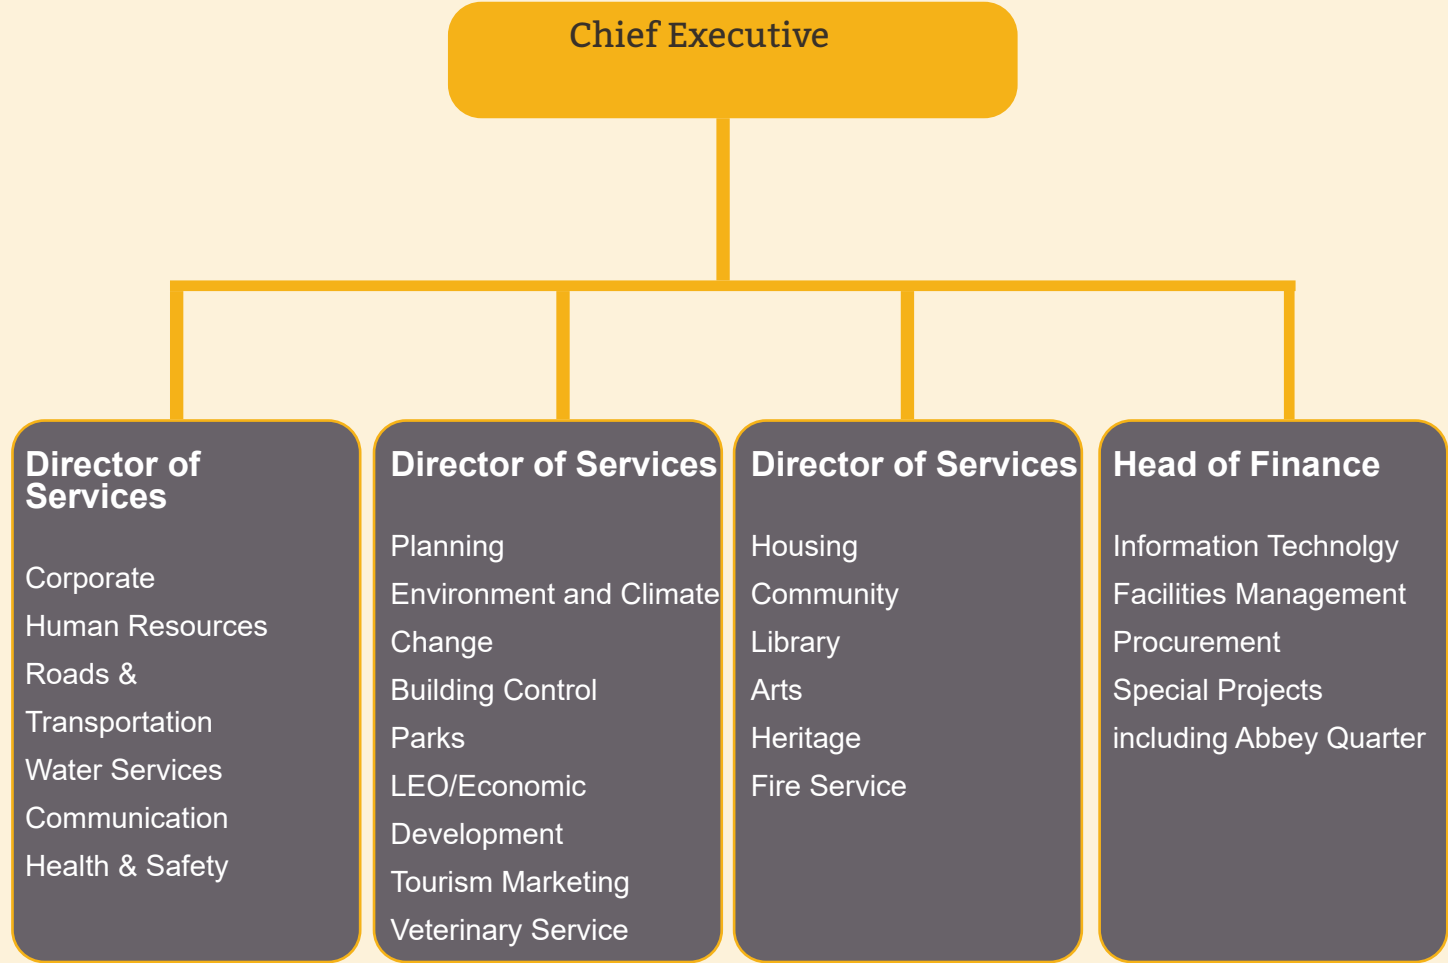 Chief Executive
Director of
Services
Corporate
Human Resources
Roads &
Transportation
Water Services
Communication
Health & Safety
Director of Services
Planning
Environment and Climate
Change
Building Control
Parks
LEO/Economic
Development
Tourism Marketing
Veterinary Service
Director of Services
Housing
Community
Library
Arts
Heritage
Fire Service
Head of Finance
Information Technolgy
Facilities Management
Procurement
Special Projects
including Abbey Quarter